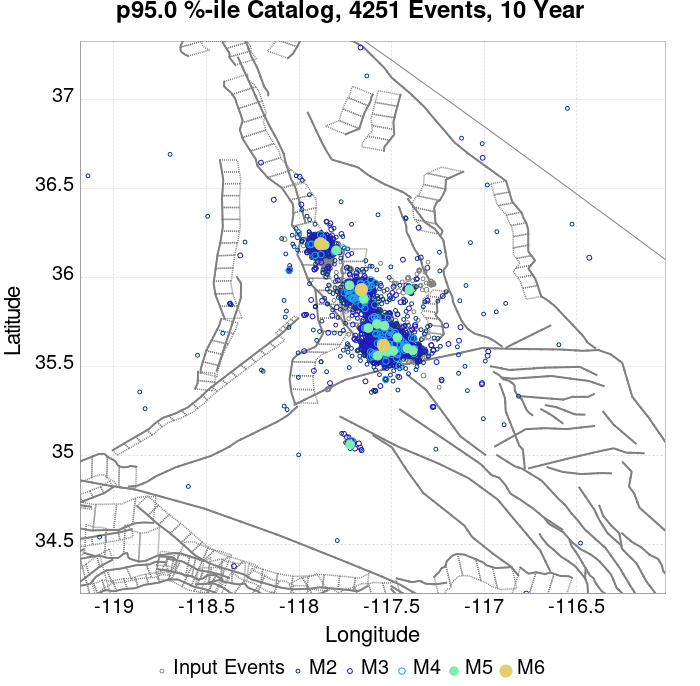 p95.0 %-ile Catalog, 4251 Events, 10 Year
37
36.5
36
35.5
35
34.5
Latitude
-119 -118.5 -118 -117.5 -117 -116.5
Longitude
Input Events M2 M3 M4 M5 M6